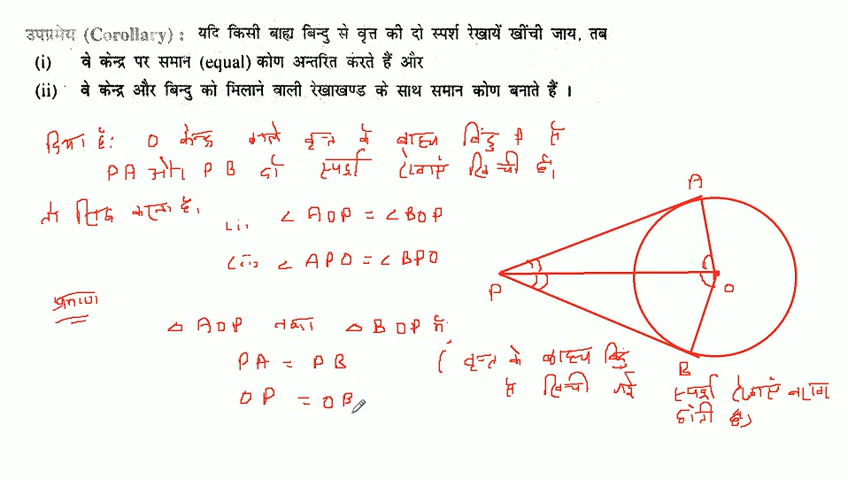 उपप्रमेय (Corollary) : यदि किसी बाह्य बिन्दु से वृत्त की दो स्पर्श रेखायें खींची जाय, तब
(i) वे केन्द्र पर समान (equal) कोण अन्तरित करते हैं और
(ii) वे केन्द्र और बिन्दु को मिलाने वाली रेखाखण्ड के साथ समान कोण बनाते हैं ।
दिया है: O केन्द्र वाले वृत्त के बाह्य बिंदु P से
PA और PB दो स्पर्श रेखाएं खिची है।
तो सिद्ध करना है।
(i) ∠AOP = ∠BOP
(ii) ∠APO = ∠BPO
प्रमाण
△AOP तथा △BOP में
PA = PB ( वृत्त के बाह्य बिंदु
से खिची गई स्पर्श रेखाएं बराबर
होती है)
OP = OB
A
P
O
B